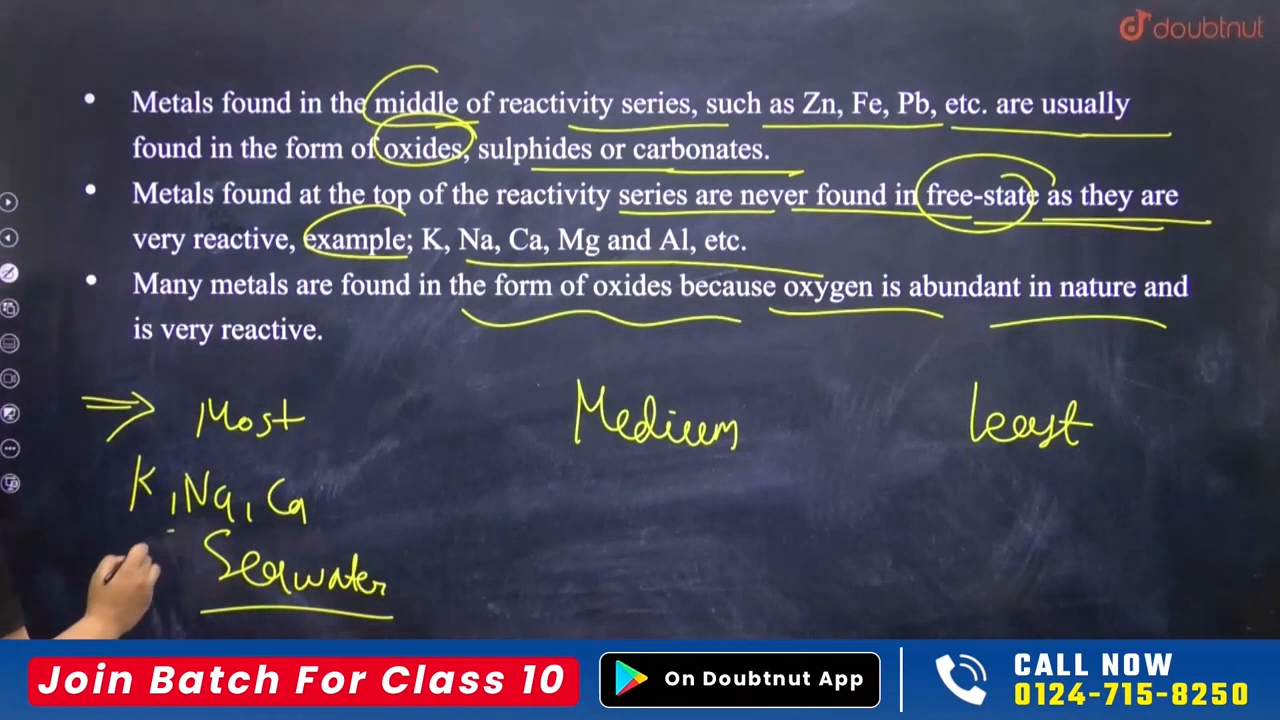 doubtnut
• Metals found in the middle of reactivity series, such as Zn, Fe, Pb, etc. are usually
found in the form of oxides, sulphides or carbonates.
• Metals found at the top of the reactivity series are never found in free-state as they are
very reactive, example; K, Na, Ca, Mg and Al, etc.
• Many metals are found in the form of oxides because oxygen is abundant in nature and
is very reactive.
⇒ Most Medium Least
K, Na, Ca
Seawater
Join Batch For Class 10 On Doubtnut App CALL NOW
0124-715-8250